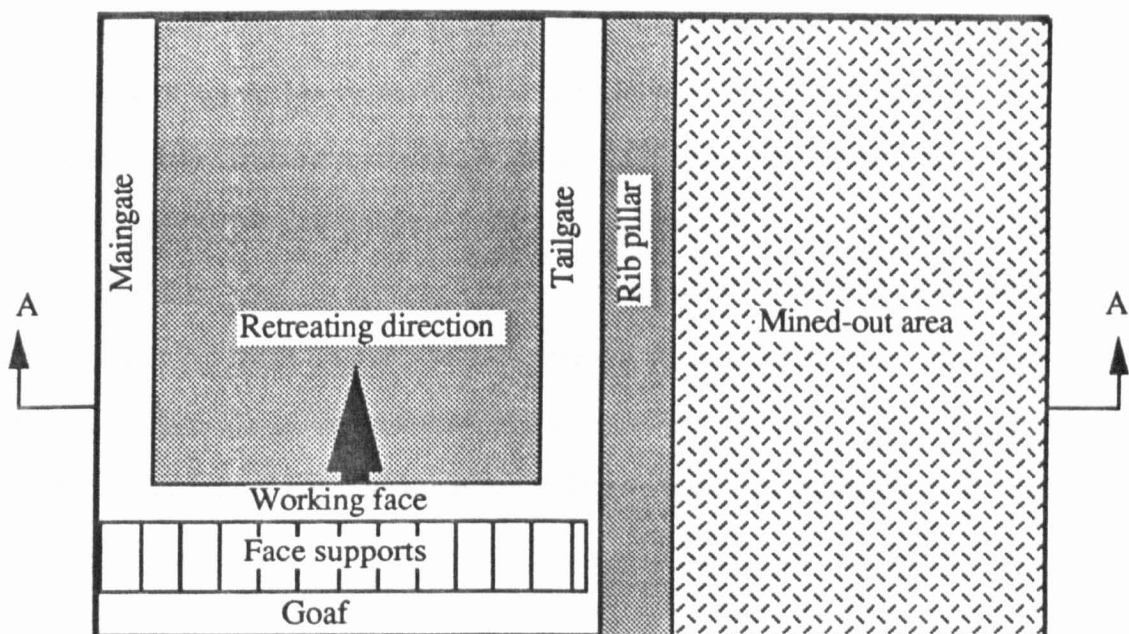 Maingate
Tailgate
Rib pillar
A
A
Retreating direction
Mined-out area
Working face
Face supports
Goaf